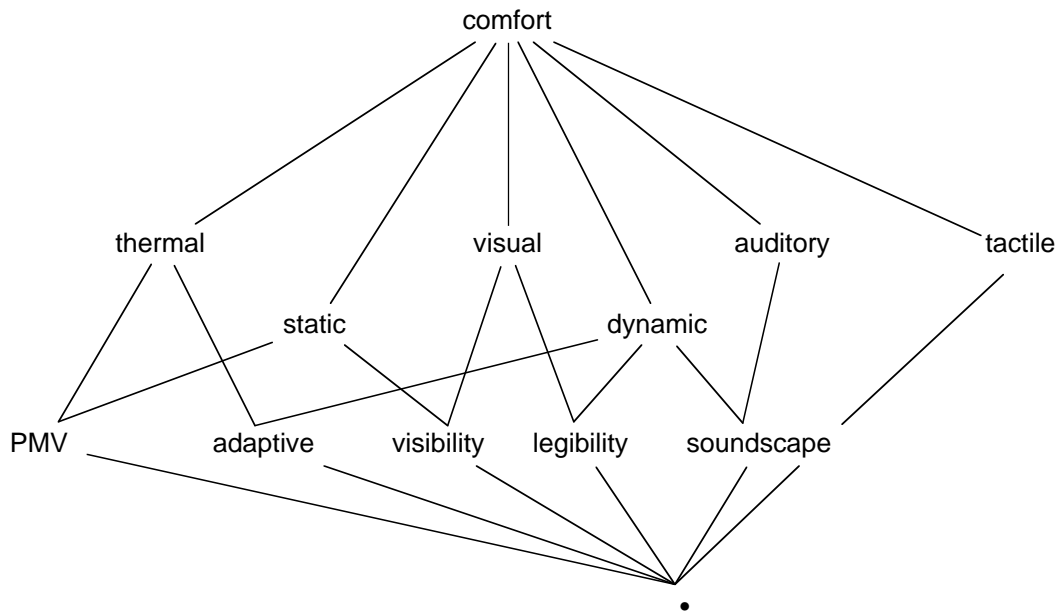 comfort
thermal visual auditory tactile
static dynamic
PMV adaptive visibility legibility soundscape